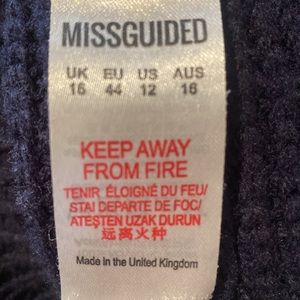 MISSGUIDED
UK EU US AUS
16 44 12 16
KEEP AWAY
FROM FIRE
TENIR ÉLOIGNÉ DU FEU/
STAI DEPARTE DE FOC/
ATEŞTEN UZAK DURUN
远离火种
Made in the United Kingdom